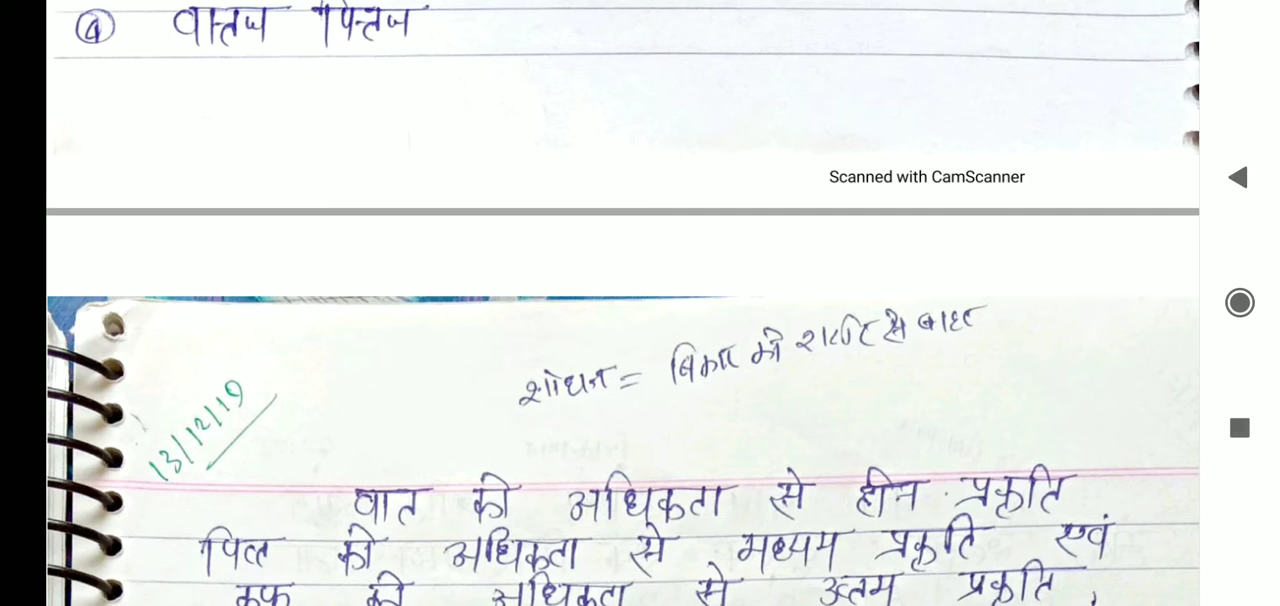 ④ वातज पित्तज
Scanned with CamScanner
शोधन = विकार को शरीर से बाहर
13/12/19
वात की अधिकता से हीन प्रकृति
पित्त की अधिकता से मध्यम प्रकृति एवं
कफ की अधिकता से उत्तम प्रकृति,